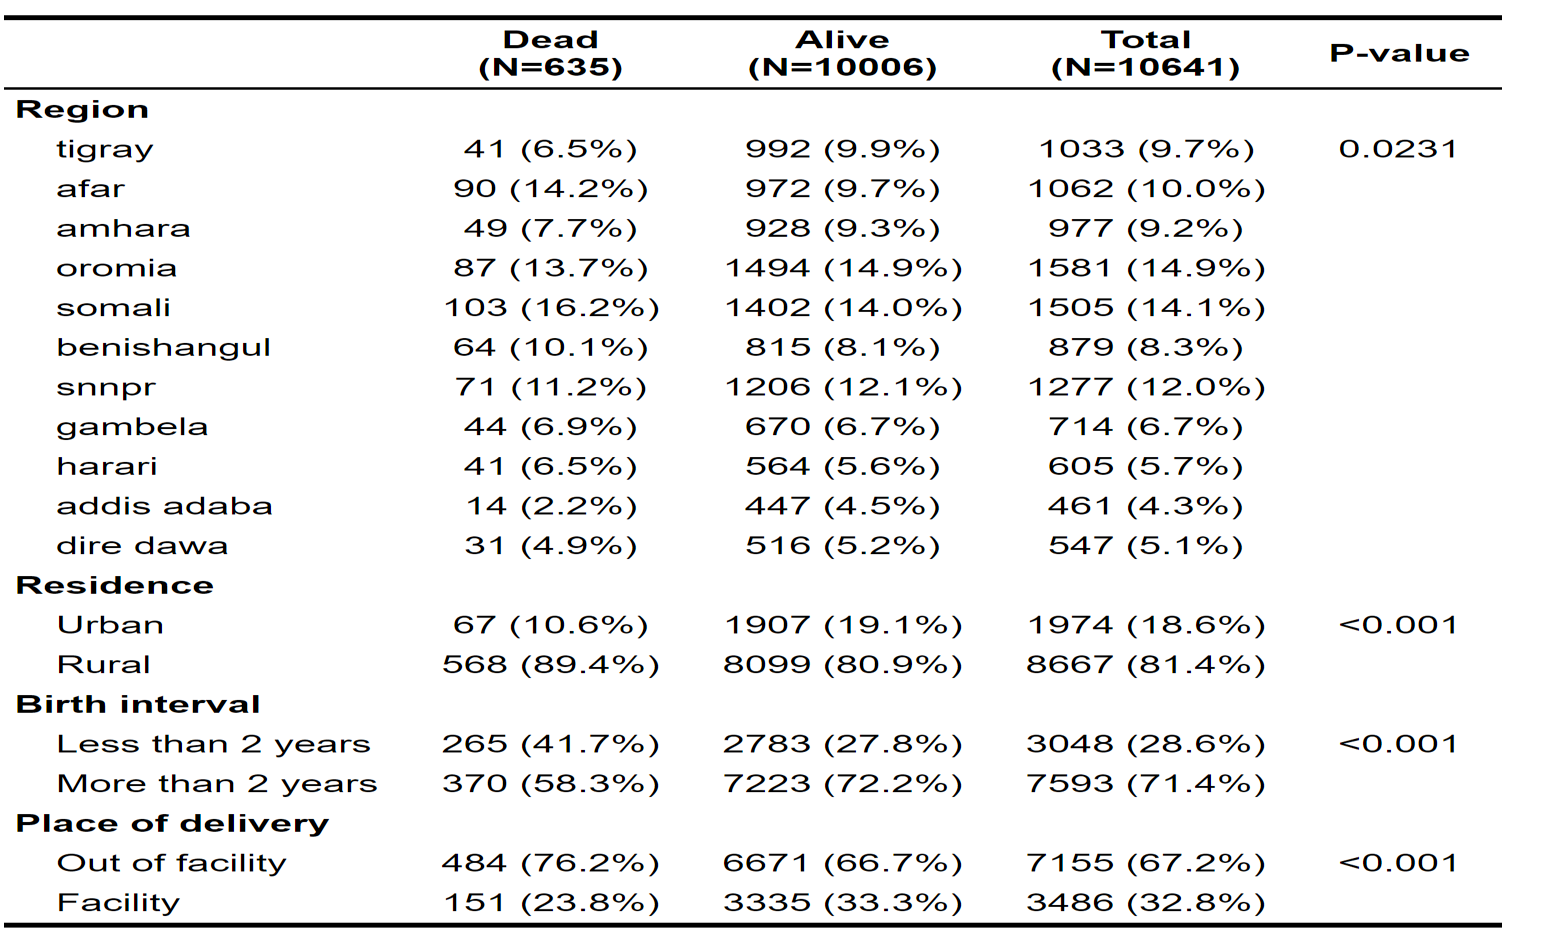 Dead Alive Total P-value
(N=635) (N=10006) (N=10641)
Region
tigray 41 (6.5%) 992 (9.9%) 1033 (9.7%) 0.0231
afar 90 (14.2%) 972 (9.7%) 1062 (10.0%)
amhara 49 (7.7%) 928 (9.3%) 977 (9.2%)
oromia 87 (13.7%) 1494 (14.9%) 1581 (14.9%)
somali 103 (16.2%) 1402 (14.0%) 1505 (14.1%)
benishangul 64 (10.1%) 815 (8.1%) 879 (8.3%)
snnpr 71 (11.2%) 1206 (12.1%) 1277 (12.0%)
gambela 44 (6.9%) 670 (6.7%) 714 (6.7%)
harari 41 (6.5%) 564 (5.6%) 605 (5.7%)
addis adaba 14 (2.2%) 447 (4.5%) 461 (4.3%)
dire dawa 31 (4.9%) 516 (5.2%) 547 (5.1%)
Residence
Urban 67 (10.6%) 1907 (19.1%) 1974 (18.6%) <0.001
Rural 568 (89.4%) 8099 (80.9%) 8667 (81.4%)
Birth interval
Less than 2 years 265 (41.7%) 2783 (27.8%) 3048 (28.6%) <0.001
More than 2 years 370 (58.3%) 7223 (72.2%) 7593 (71.4%)
Place of delivery
Out of facility 484 (76.2%) 6671 (66.7%) 7155 (67.2%) <0.001
Facility 151 (23.8%) 3335 (33.3%) 3486 (32.8%)